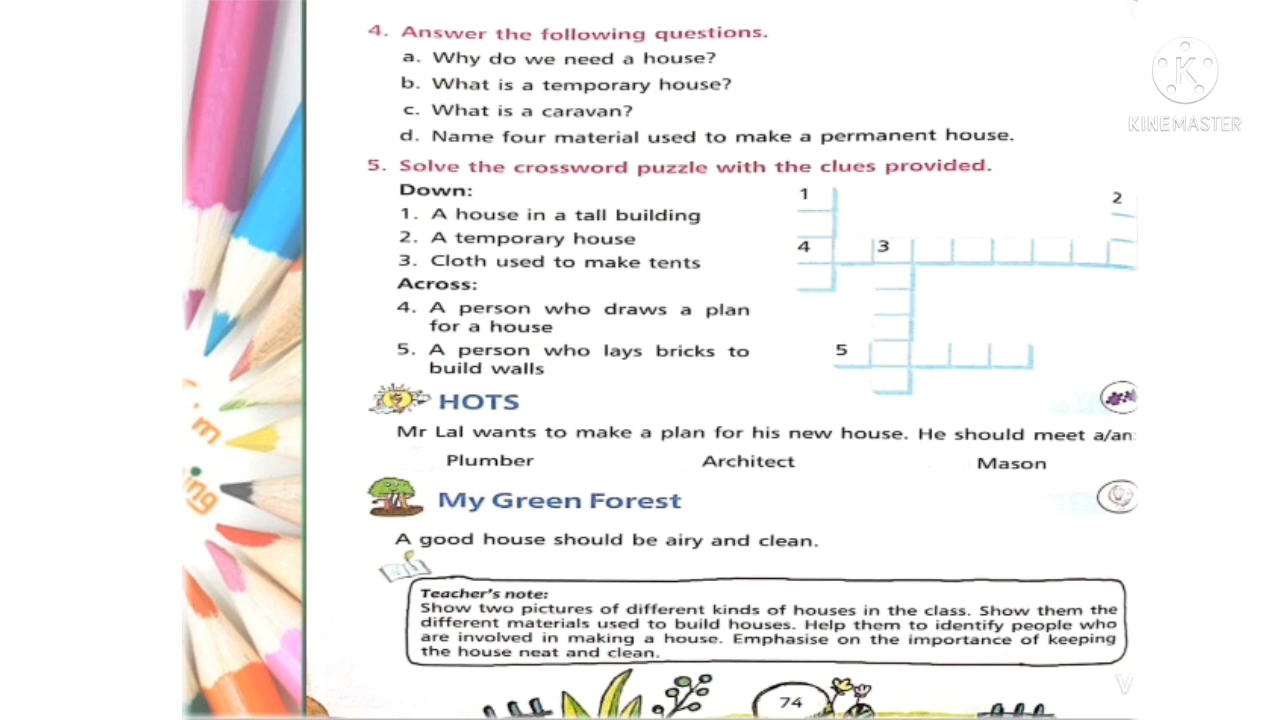 4. Answer the following questions.
a. Why do we need a house?
b. What is a temporary house?
c. What is a caravan?
d. Name four material used to make a permanent house.
5. Solve the crossword puzzle with the clues provided.
Down:
1. A house in a tall building
2. A temporary house
3. Cloth used to make tents
Across:
4. A person who draws a plan
for a house
5. A person who lays bricks to
build walls
1
2
4 3
5
HOTS
Mr Lal wants to make a plan for his new house. He should meet a/an:
Plumber Architect Mason
My Green Forest
A good house should be airy and clean.
Teacher's note:
Show two pictures of different kinds of houses in the class. Show them the
different materials used to build houses. Help them to identify people who
are involved in making a house. Emphasise on the importance of keeping
the house neat and clean.
74
K
KINEMASTER
V